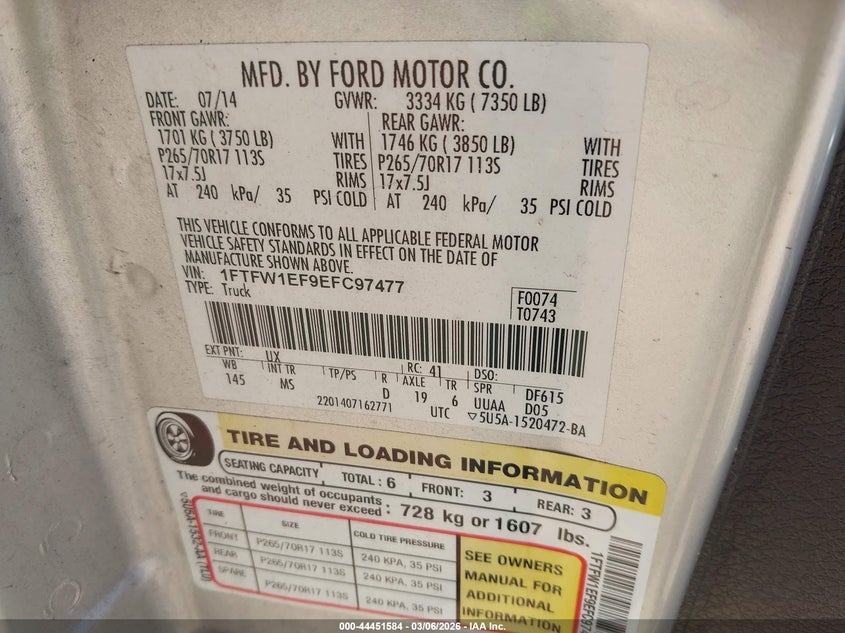 MFD. BY FORD MOTOR CO.
DATE: 07/14 GVWR: 3334 KG ( 7350 LB)
FRONT GAWR: REAR GAWR:
1701 KG ( 3750 LB) WITH 1746 KG ( 3850 LB) WITH
P265/70R17 113S TIRES P265/70R17 113S TIRES
17x7.5J RIMS 17x7.5J RIMS
AT 240 kPa/ 35 PSI COLD AT 240 kPa/ 35 PSI COLD
THIS VEHICLE CONFORMS TO ALL APPLICABLE FEDERAL MOTOR
VEHICLE SAFETY STANDARDS IN EFFECT ON THE DATE OF
MANUFACTURE SHOWN ABOVE.
VIN: 1FTFW1EF9EFC97477
TYPE: Truck
F0074
T0743
EXT PNT: UX RC: 41 DSO:
WB INT TR TP/PS R AXLE TR SPR DF615
145 MS D 19 6 UUAA D05
2201407162771 UTC ▽5U5A-1520472-BA
TIRE AND LOADING INFORMATION
SEATING CAPACITY TOTAL : 6 FRONT: 3 REAR: 3
The combined weight of occupants
and cargo should never exceed : 728 kg or 1607 lbs.
TIRE SIZE COLD TIRE PRESSURE
FRONT P265/70R17 113S 240 KPA, 35 PSI
REAR P265/70R17 113S 240 KPA, 35 PSI
SPARE P265/70R17 113S 240 KPA, 35 PSI
SEE OWNERS
MANUAL FOR
ADDITIONAL
INFORMATION
000-44451584 - 03/06/2026 - IAA Inc.